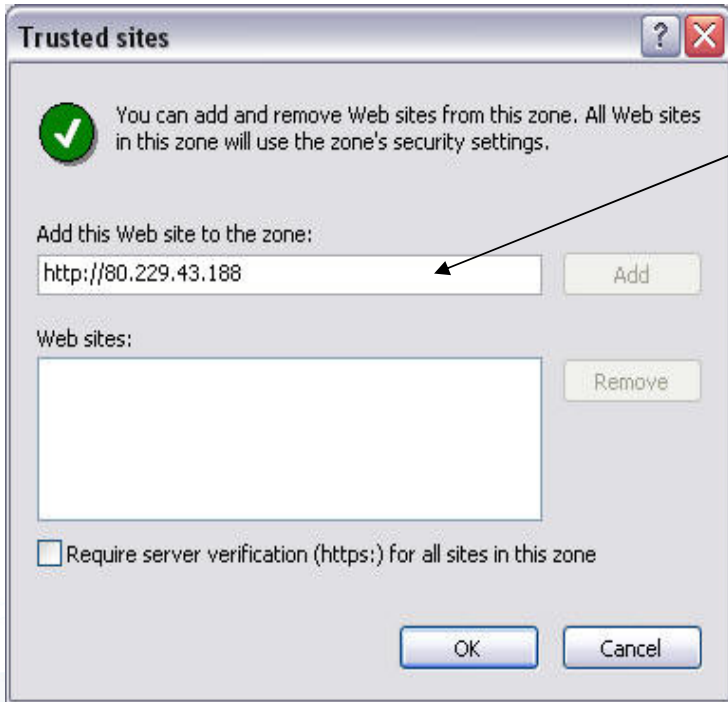 Trusted sites
?
You can add and remove Web sites from this zone. All Web sites
in this zone will use the zone's security settings.
Add this Web site to the zone:
http://80.229.43.188
Add
Web sites:
Remove
Require server verification (https:) for all sites in this zone
OK
Cancel